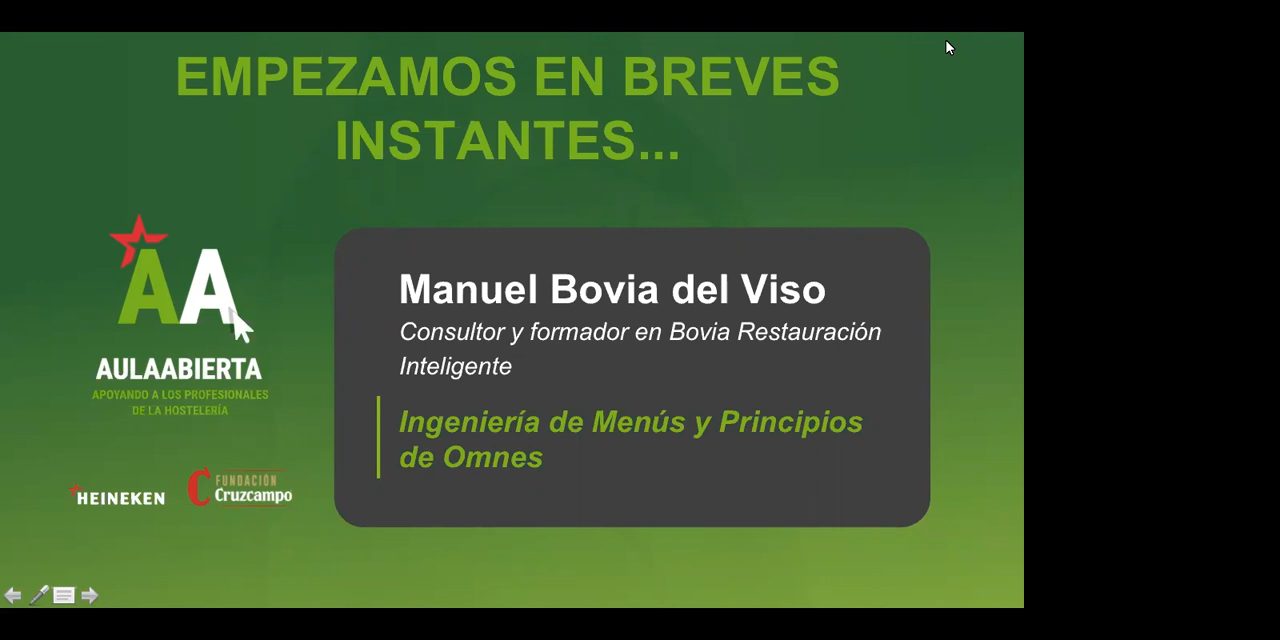 EMPEZAMOS EN BREVES
INSTANTES...
AA
AULAABIERTA
APOYANDO A LOS PROFESIONALES
DE LA HOSTELERÍA
HEINEKEN
FUNDACIÓN
Cruzcampo
Manuel Bovia del Viso
Consultor y formador en Bovia Restauración
Inteligente
Ingeniería de Menús y Principios
de Omnes